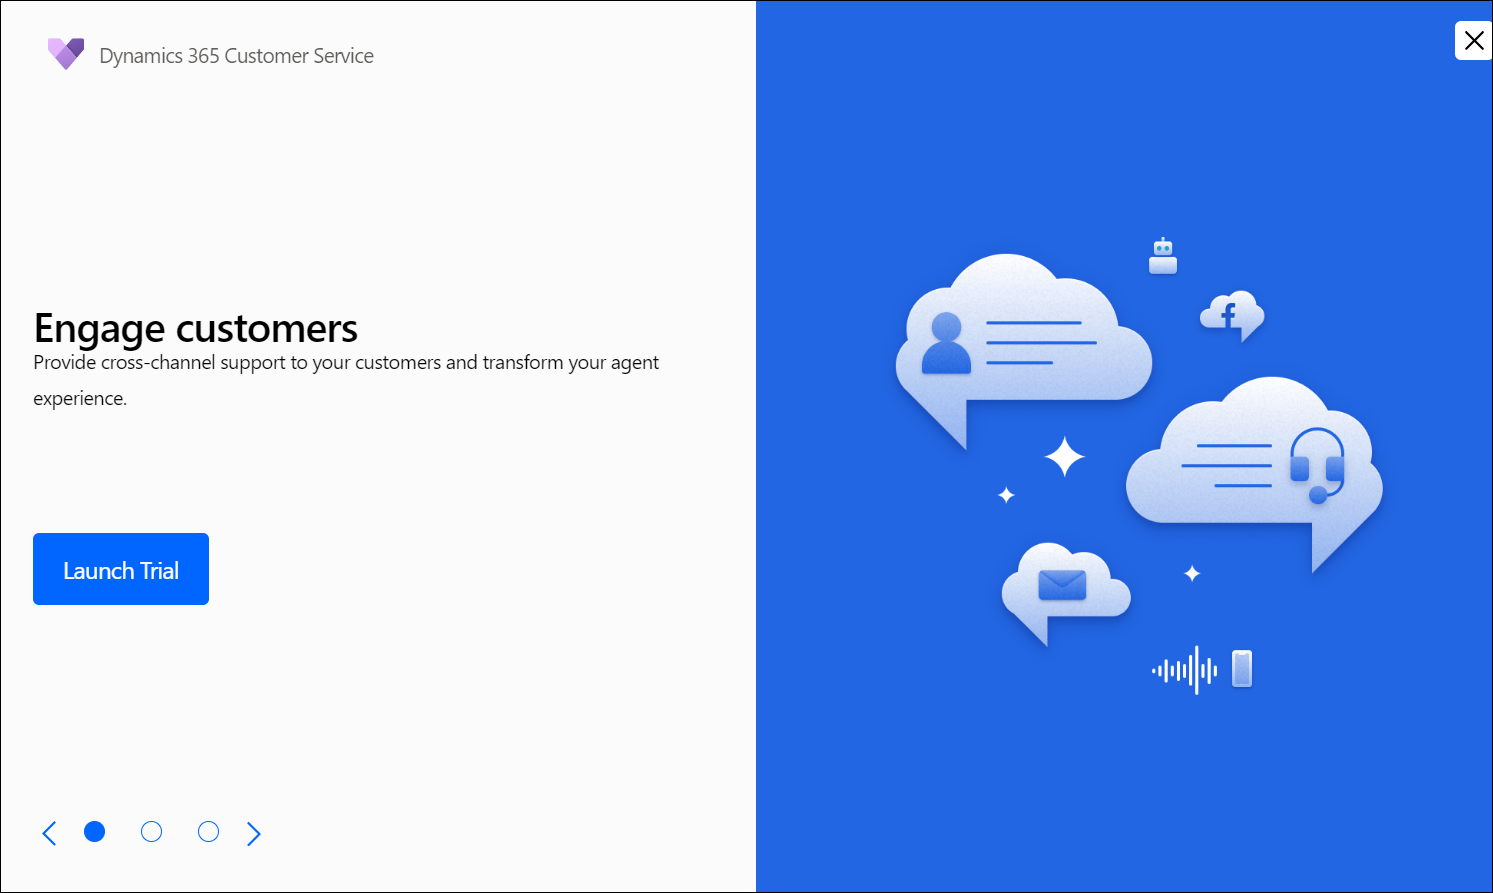 Dynamics 365 Customer Service
Engage customers
Provide cross-channel support to your customers and transform your agent
experience.
Launch Trial